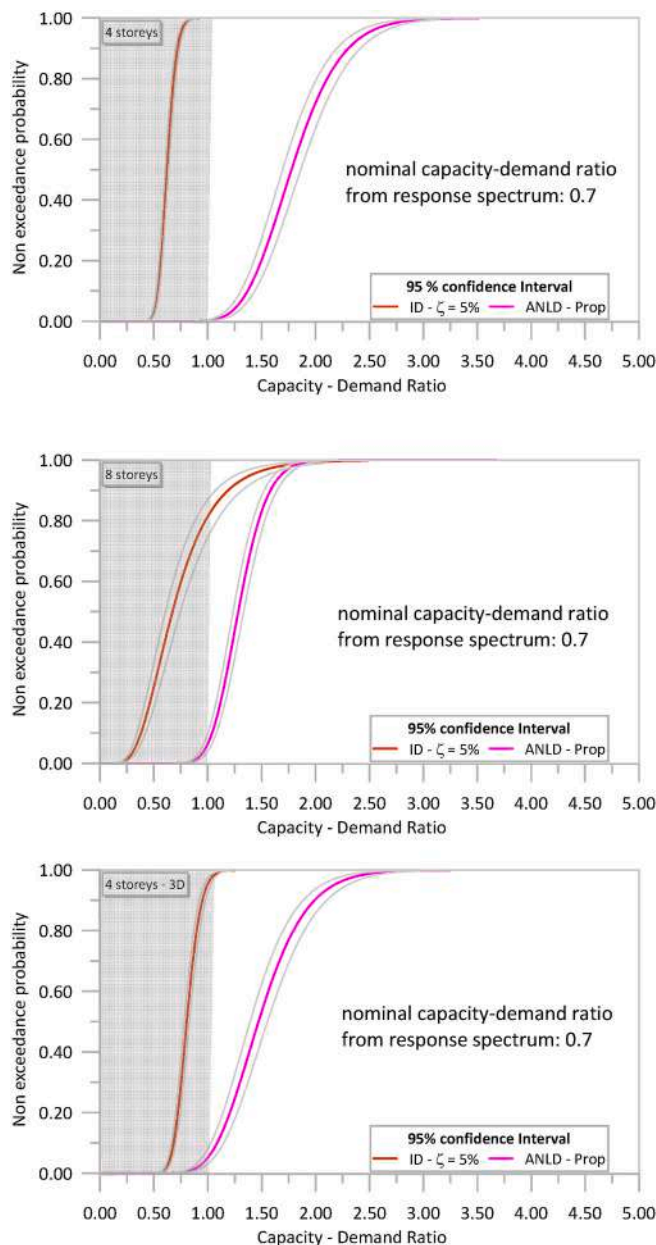 4 storeys
1.00
0.80
0.60
0.40
0.20
0.00
Non exceedance probability
nominal capacity-demand ratio
from response spectrum: 0.7
95 % confidence Interval
ID - ζ = 5% ANLD - Prop
0.00 0.50 1.00 1.50 2.00 2.50 3.00 3.50 4.00 4.50 5.00
Capacity - Demand Ratio
8 storeys
1.00
0.80
0.60
0.40
0.20
0.00
Non exceedance probability
nominal capacity-demand ratio
from response spectrum: 0.7
95% confidence Interval
ID - ζ = 5% ANLD - Prop
0.00 0.50 1.00 1.50 2.00 2.50 3.00 3.50 4.00 4.50 5.00
Capacity - Demand Ratio
4 storeys - 3D
1.00
0.80
0.60
0.40
0.20
0.00
Non exceedance probability
nominal capacity-demand ratio
from response spectrum: 0.7
95% confidence Interval
ID - ζ = 5% ANLD - Prop
0.00 0.50 1.00 1.50 2.00 2.50 3.00 3.50 4.00 4.50 5.00
Capacity - Demand Ratio